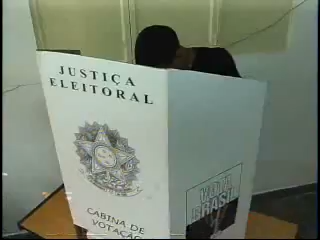 JUSTIÇA
ELEITORAL
CABINA DE
VOTAÇÃO
VOTA
BRASIL